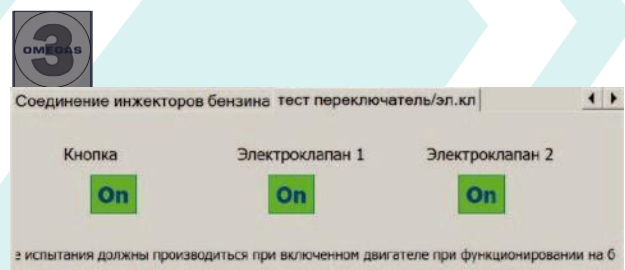 3
OMEGAS
Соединение инжекторов бензина тест переключатель/эл.кл
Кнопка Электроклапан 1 Электроклапан 2
On On On
е испытания должны производиться при включенном двигателе при функционировании на б